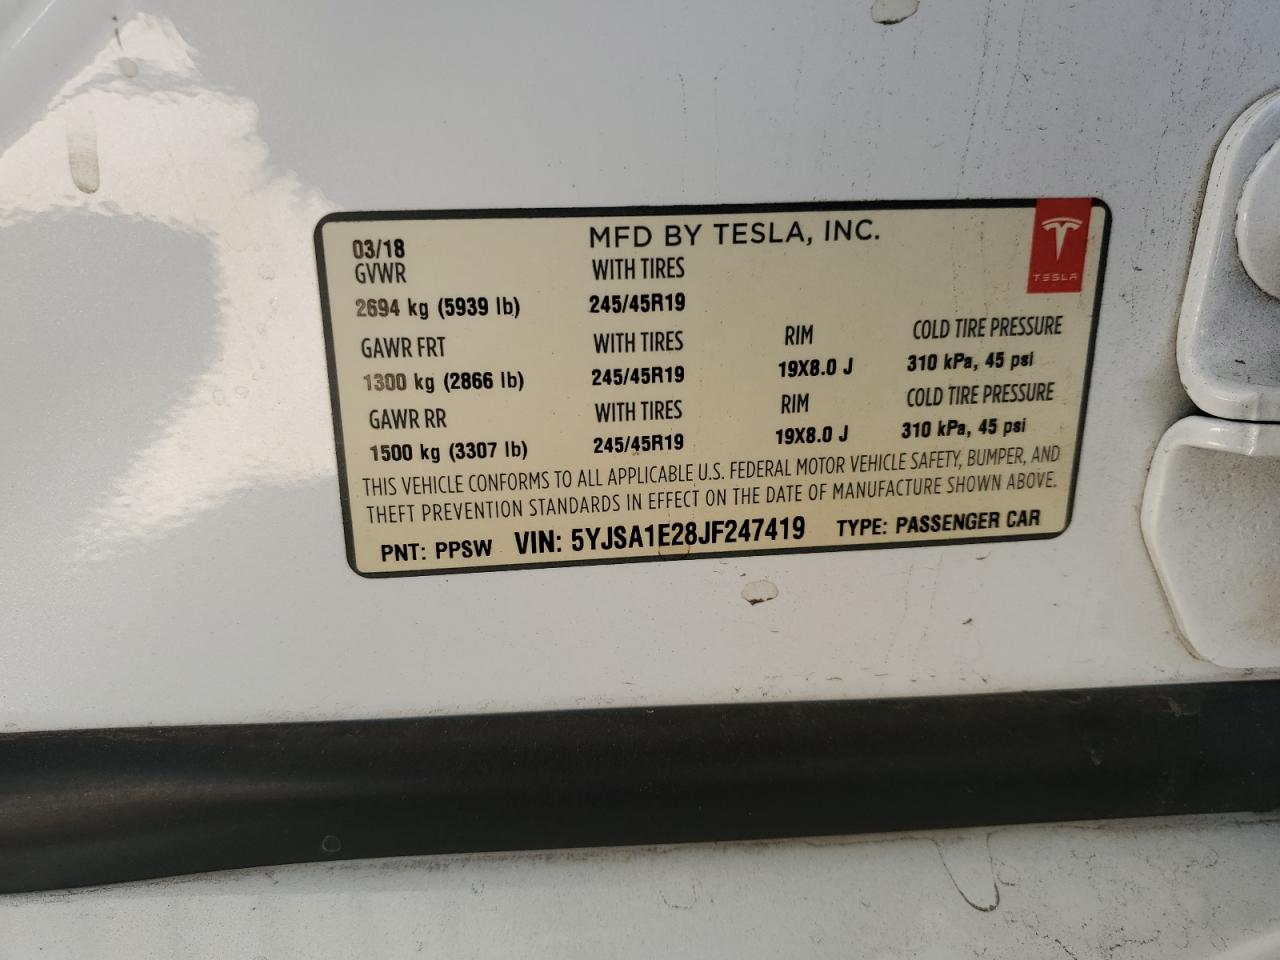 03/18 MFD BY TESLA, INC.
TESLA
GVWR WITH TIRES
2694 kg (5939 lb) 245/45R19
GAWR FRT WITH TIRES RIM COLD TIRE PRESSURE
1300 kg (2866 lb) 245/45R19 19X8.0 J 310 kPa, 45 psi
GAWR RR WITH TIRES RIM COLD TIRE PRESSURE
1500 kg (3307 lb) 245/45R19 19X8.0 J 310 kPa, 45 psi
THIS VEHICLE CONFORMS TO ALL APPLICABLE U.S. FEDERAL MOTOR VEHICLE SAFETY, BUMPER, AND
THEFT PREVENTION STANDARDS IN EFFECT ON THE DATE OF MANUFACTURE SHOWN ABOVE.
PNT: PPSW VIN: 5YJSA1E28JF247419 TYPE: PASSENGER CAR